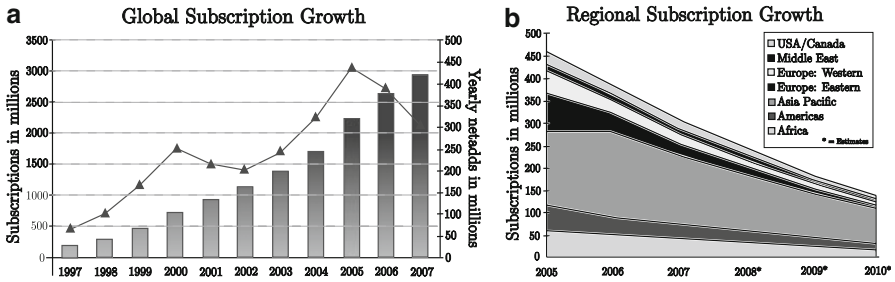 a
Global Subscription Growth
Subscriptions in millions
3500
3000
2500
2000
1500
1000
500
0
500
450
400
350
300
250
200
150
100
50
0
Yearly netadds in millions
1997 1998 1999 2000 2001 2002 2003 2004 2005 2006 2007
b
Regional Subscription Growth
Subscriptions in millions
500
450
400
350
300
250
200
150
100
50
0
USA/Canada
Middle East
Europe: Western
Europe: Eastern
Asia Pacific
Americas
Africa
* = Estimates
2005 2006 2007 2008* 2009* 2010*